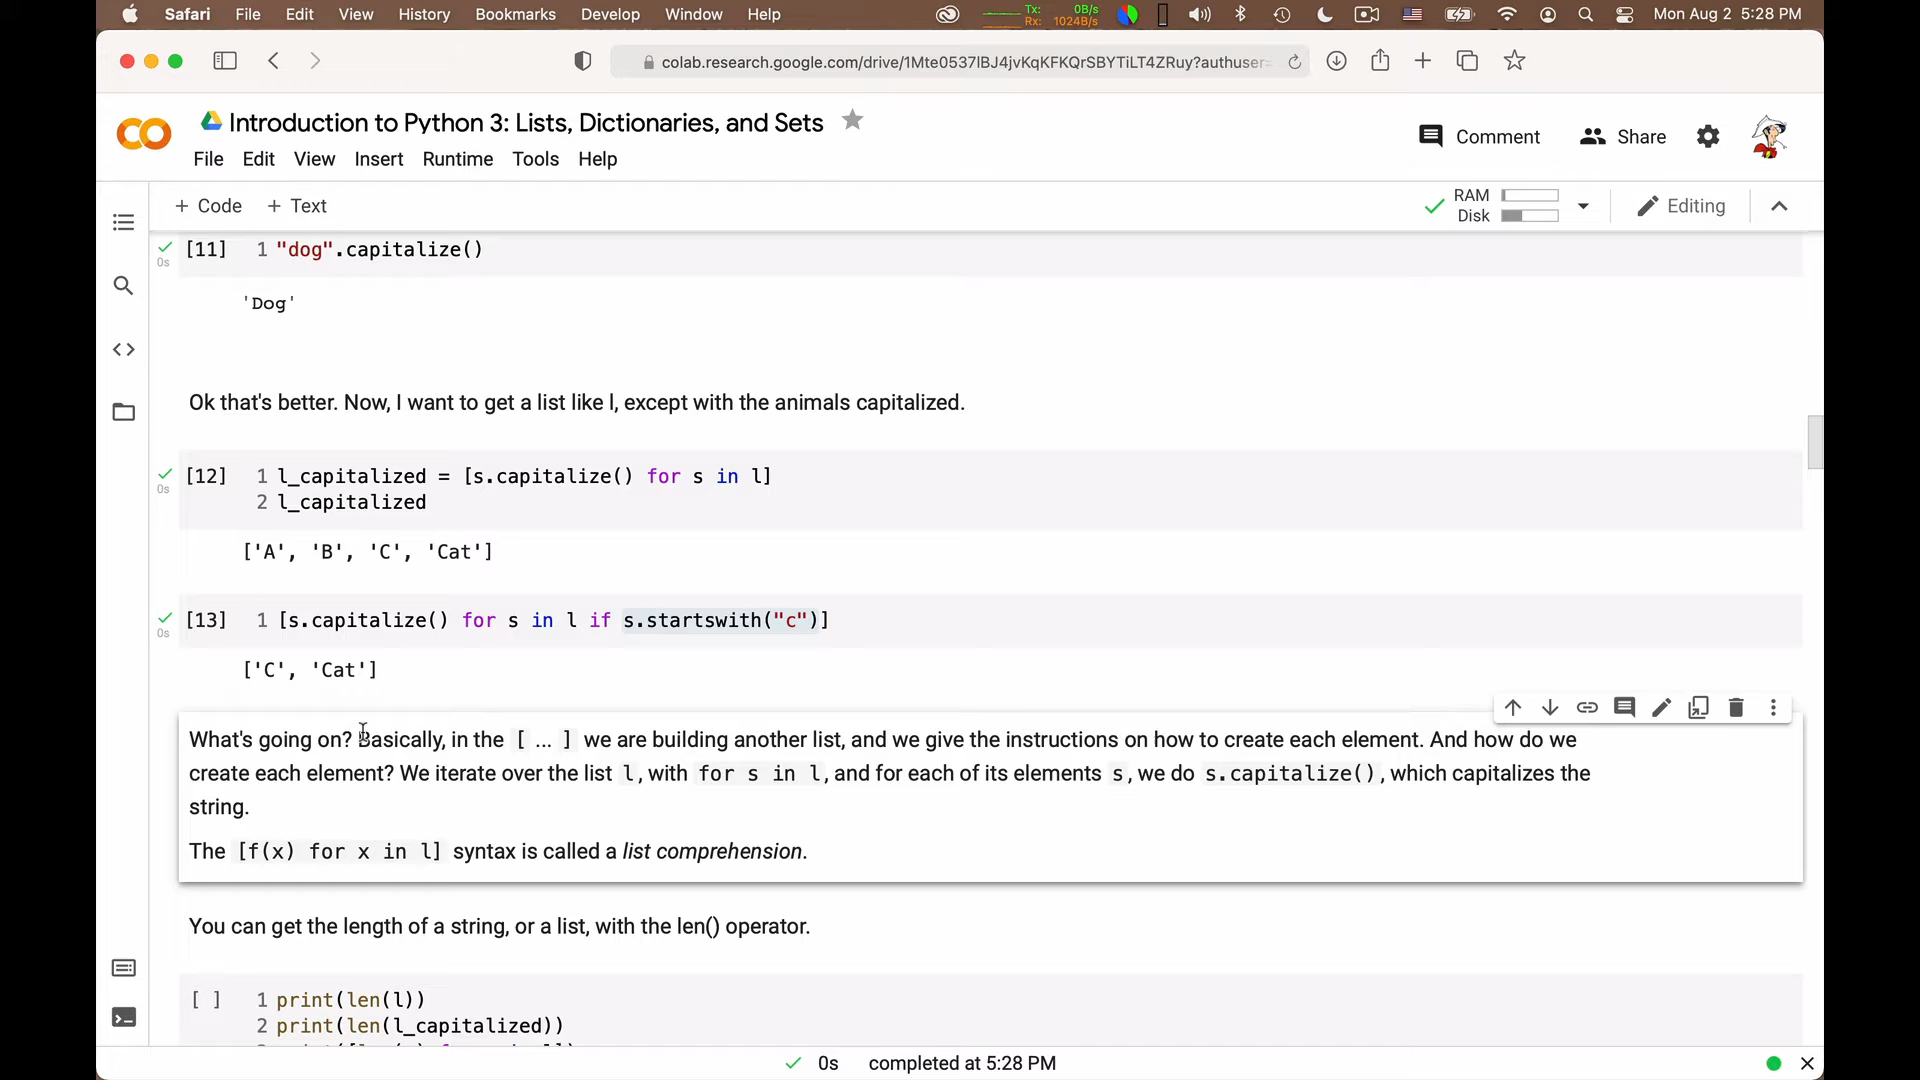 Safari File Edit View History Bookmarks Develop Window Help Tx: 0B/s Mon Aug 2 5:28 PM
Rx: 1024B/s
colab.research.google.com/drive/1Mte0537lBJ4jvKqKFKQrSBYTiLT4ZRuy?authuser=
Introduction to Python 3: Lists, Dictionaries, and Sets
File Edit View Insert Runtime Tools Help
Comment Share
+ Code + Text
RAM
Disk
Editing
[11] 1 "dog".capitalize()
0s
'Dog'
Ok that's better. Now, I want to get a list like l, except with the animals capitalized.
[12] 1 l_capitalized = [s.capitalize() for s in l]
0s 2 l_capitalized
['A', 'B', 'C', 'Cat']
[13] 1 [s.capitalize() for s in l if s.startswith("c")]
0s
['C', 'Cat']
What's going on? Basically, in the [ ... ] we are building another list, and we give the instructions on how to create each element. And how do we
create each element? We iterate over the list l, with for s in l, and for each of its elements s, we do s.capitalize(), which capitalizes the
string.
The [f(x) for x in l] syntax is called a list comprehension.
You can get the length of a string, or a list, with the len() operator.
[ ] 1 print(len(l))
2 print(len(l_capitalized))
0s completed at 5:28 PM